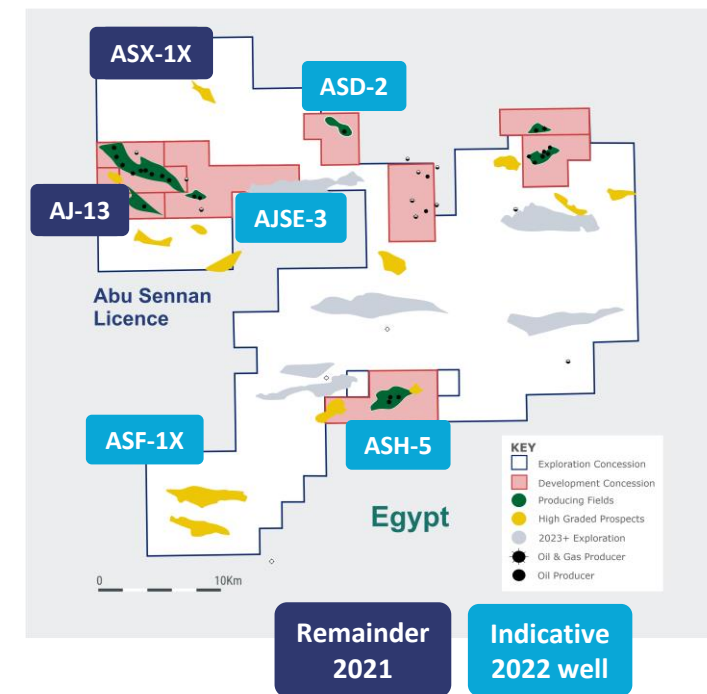 ASX-1X
ASD-2
AJ-13
AJSE-3
Abu Sennan
Licence
ASF-1X
ASH-5
Egypt
KEY
Exploration Concession
Development Concession
Producing Fields
High Graded Prospects
2023+ Exploration
Oil & Gas Producer
Oil Producer
0 10Km
Remainder
2021
Indicative
2022 well